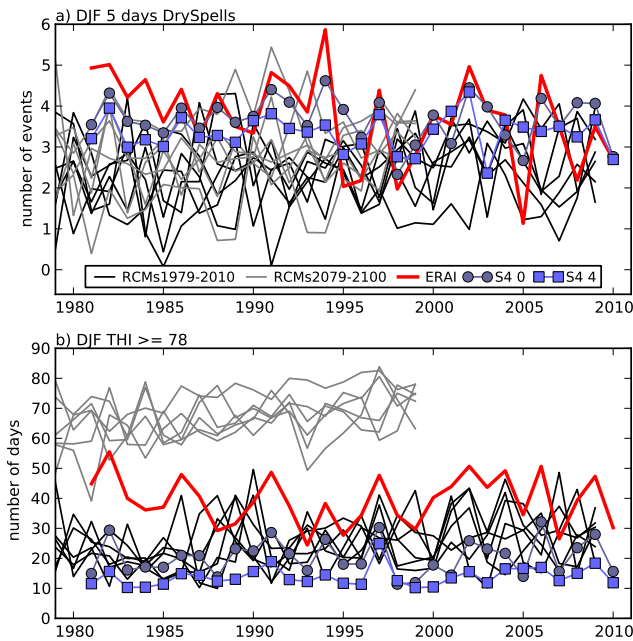 a) DJF 5 days DrySpells
6
5
4
3
2
1
0
number of events
RCMs1979-2010 RCMs2079-2100 ERAI S4 0 S4 4
1980 1985 1990 1995 2000 2005 2010
b) DJF THI >= 78
90
80
70
60
50
40
30
20
10
0
number of days
1980 1985 1990 1995 2000 2005 2010